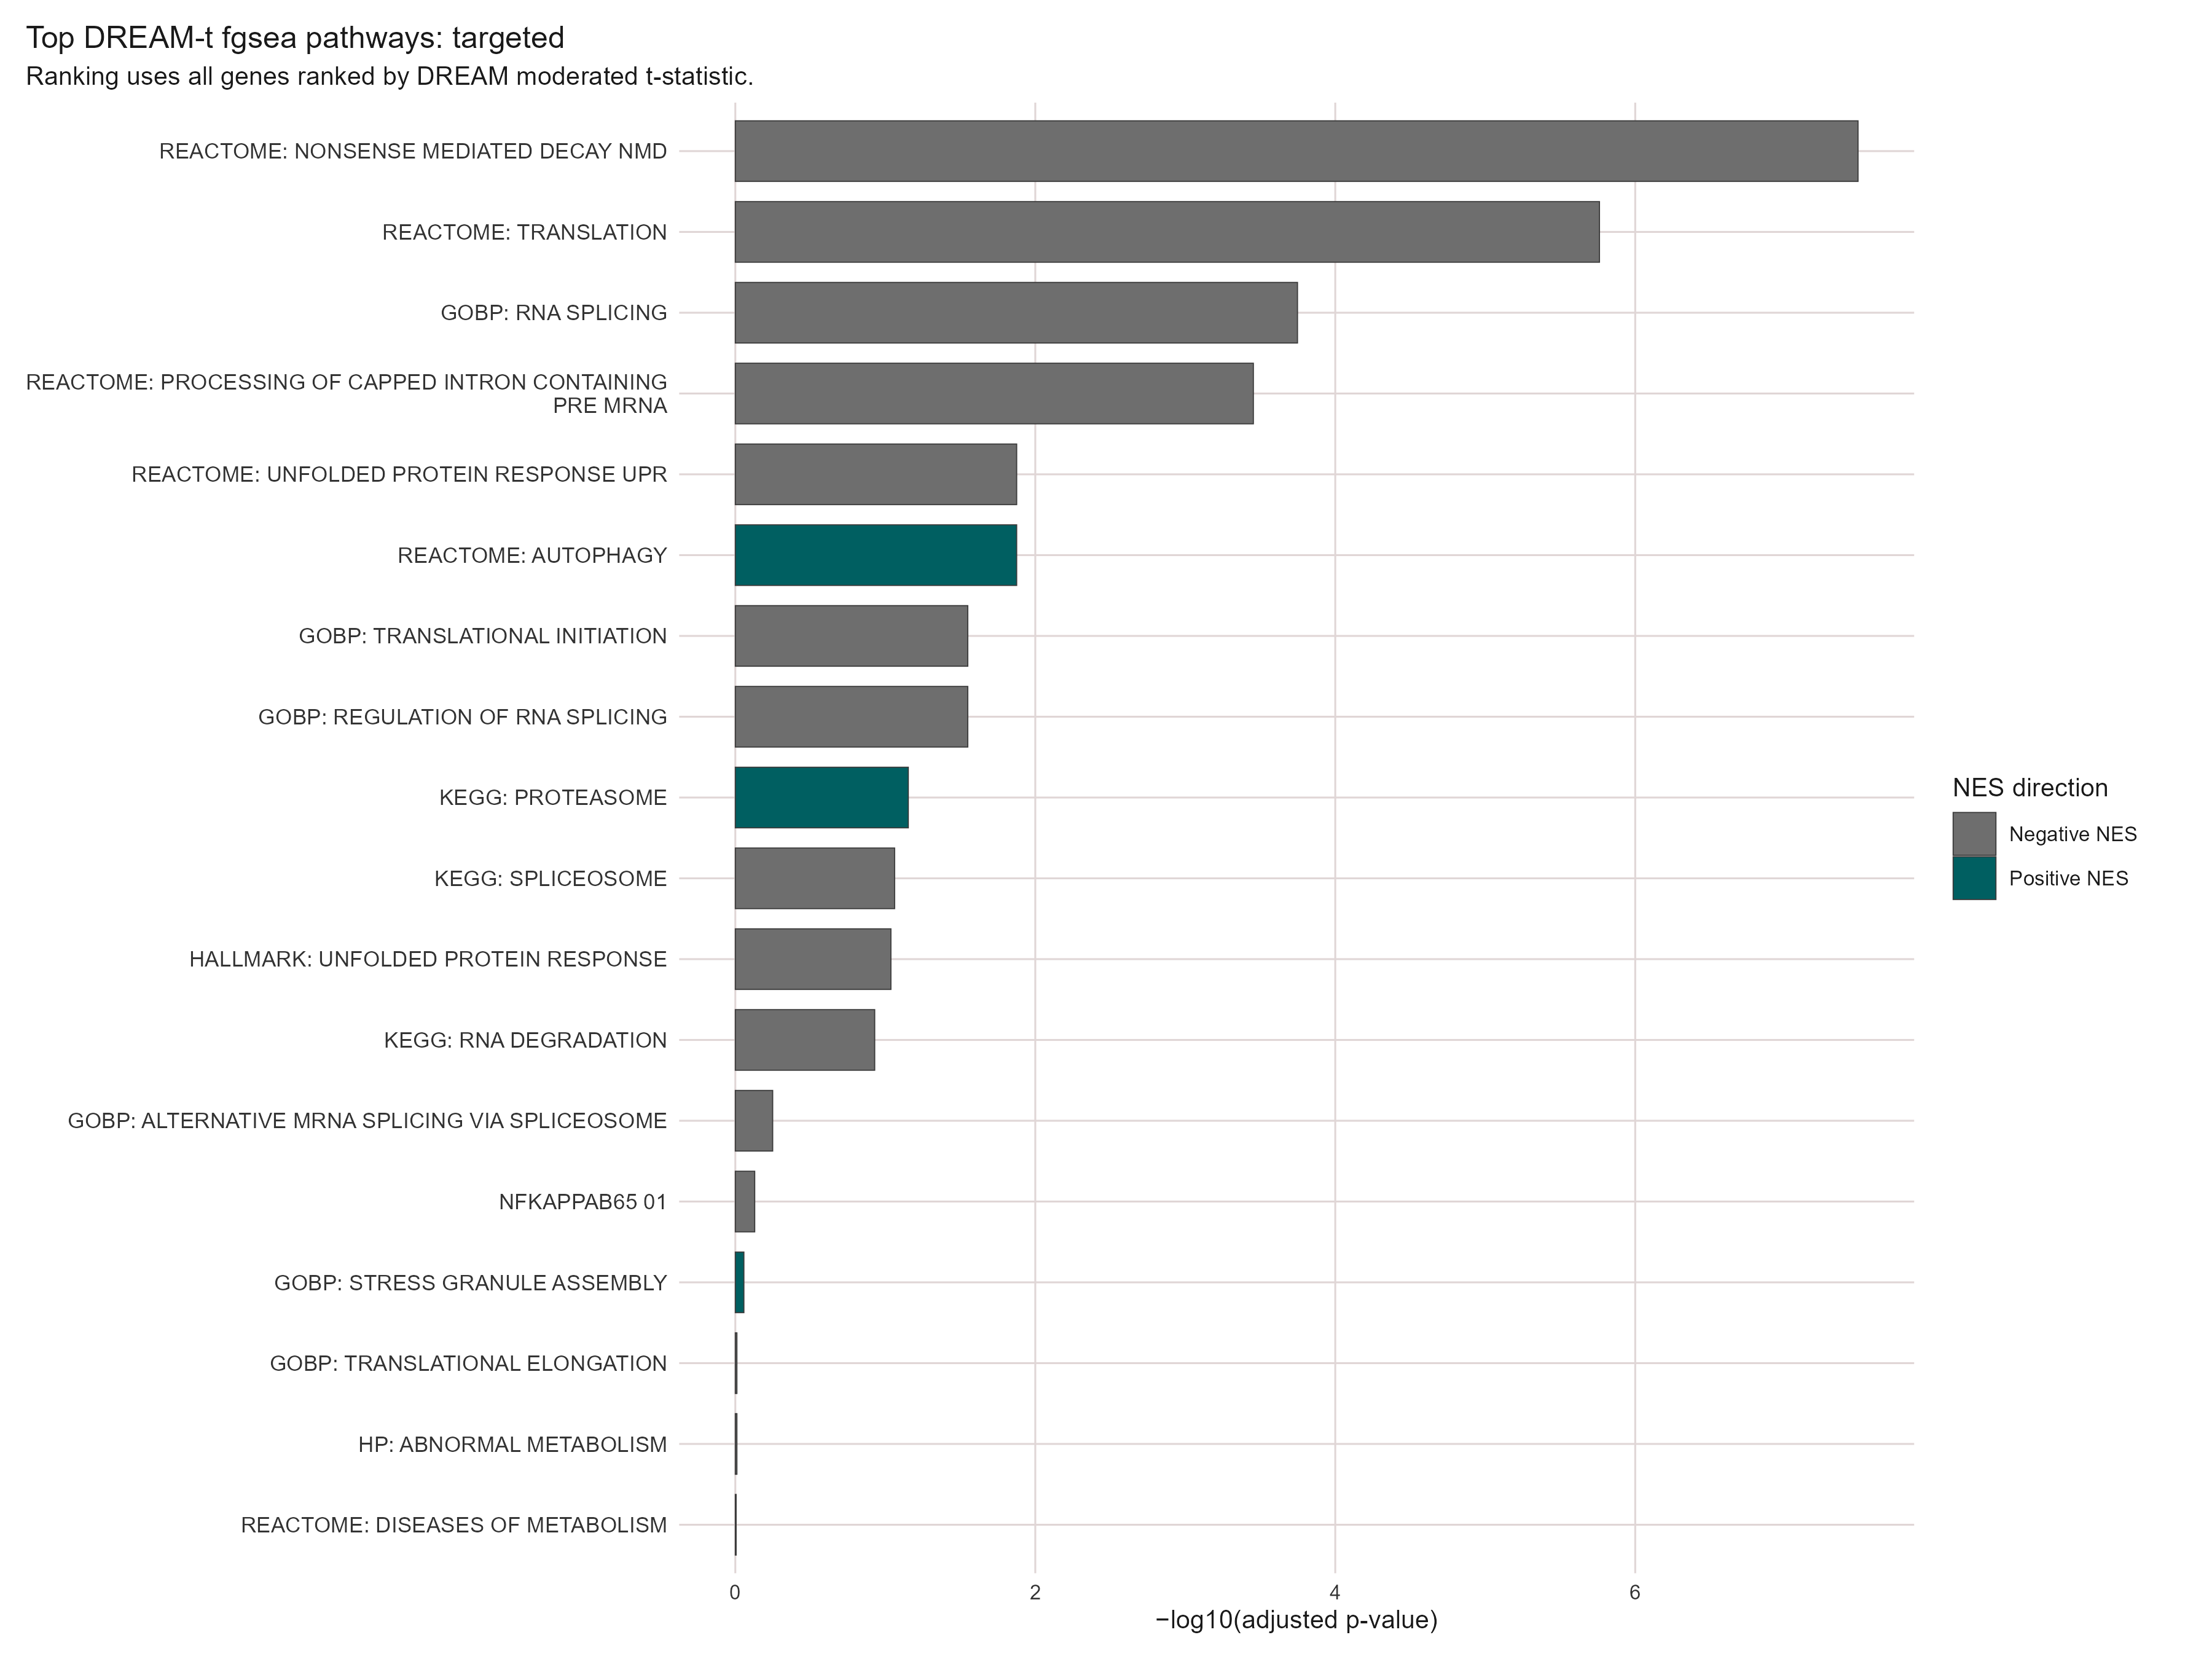 Top DREAM-t fgsea pathways: targeted
Ranking uses all genes ranked by DREAM moderated t-statistic.
REACTOME: NONSENSE MEDIATED DECAY NMD
REACTOME: TRANSLATION
GOBP: RNA SPLICING
REACTOME: PROCESSING OF CAPPED INTRON CONTAINING
PRE MRNA
REACTOME: UNFOLDED PROTEIN RESPONSE UPR
REACTOME: AUTOPHAGY
GOBP: TRANSLATIONAL INITIATION
GOBP: REGULATION OF RNA SPLICING
KEGG: PROTEASOME
KEGG: SPLICEOSOME
HALLMARK: UNFOLDED PROTEIN RESPONSE
KEGG: RNA DEGRADATION
GOBP: ALTERNATIVE MRNA SPLICING VIA SPLICEOSOME
NFKAPPAB65 01
GOBP: STRESS GRANULE ASSEMBLY
GOBP: TRANSLATIONAL ELONGATION
HP: ABNORMAL METABOLISM
REACTOME: DISEASES OF METABOLISM
0 2 4 6
−log10(adjusted p-value)
NES direction
Negative NES
Positive NES